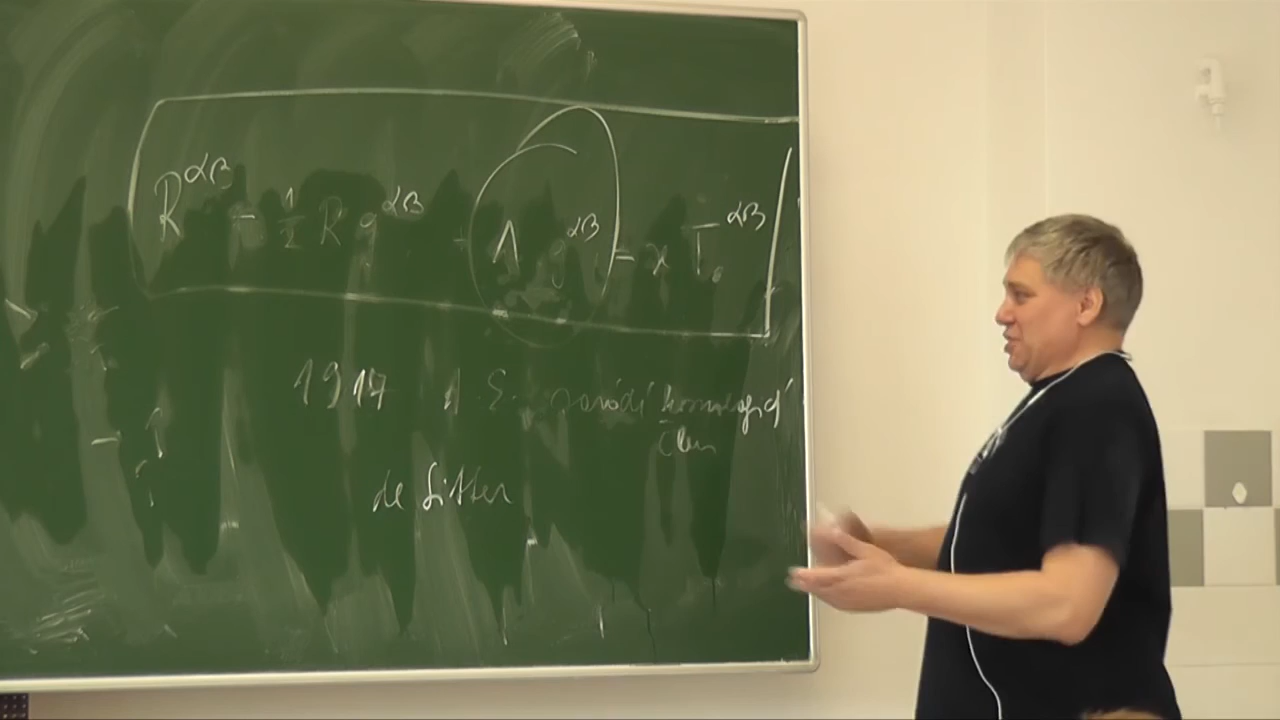 R^{αβ} - 1/2 R g^{αβ} + Λ g^{αβ} = ϰ T^{αβ}
1917 A. E. zavádí kosmologický
člen
de Sitter